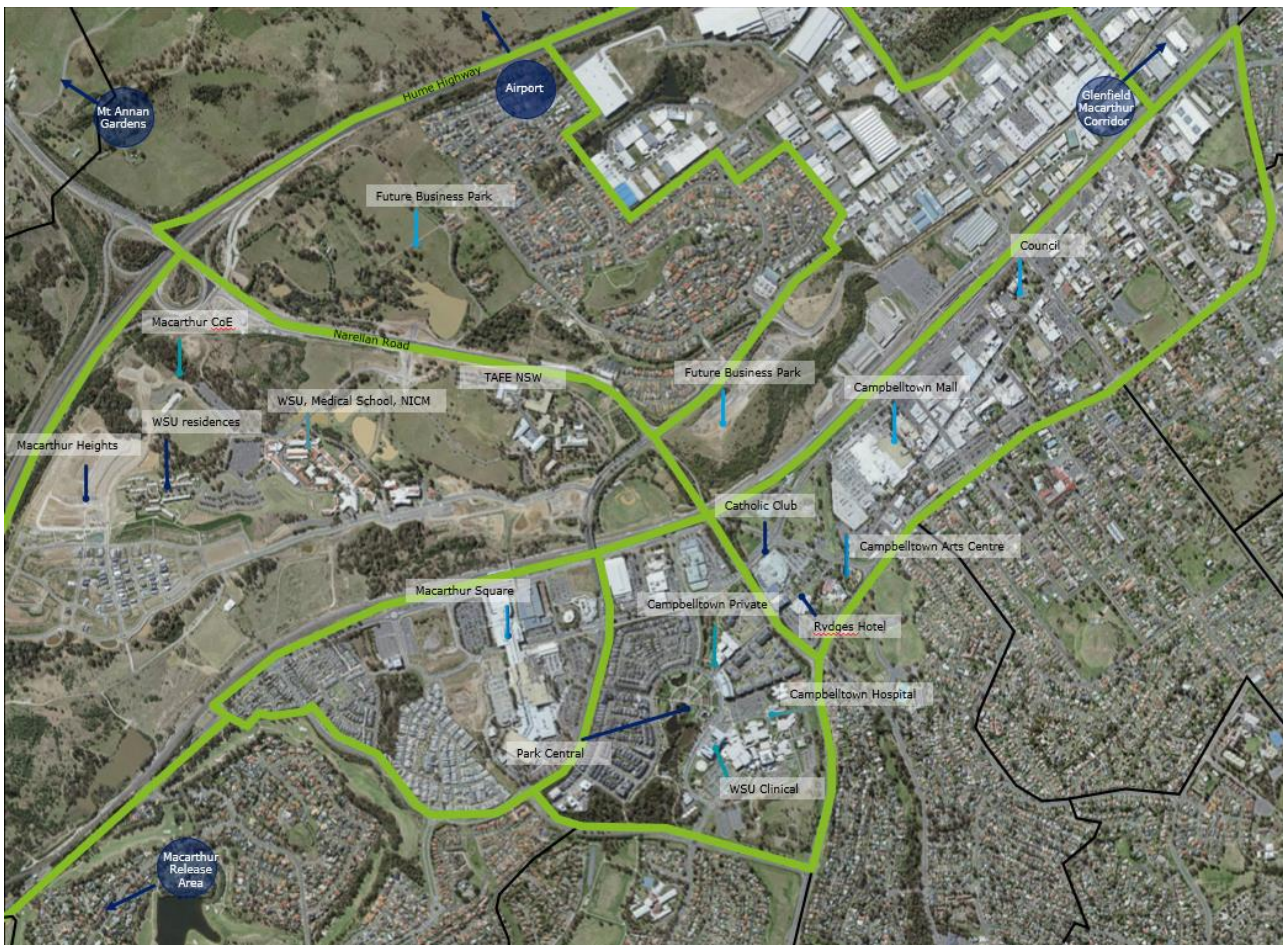 Hume Highway
Airport
Mt Annan
Gardens
Glenfield
Macarthur
Corridor
Future Business Park
Council
Macarthur CoE
Narellan Road
TAFE NSW
Future Business Park
Campbelltown Mall
WSU, Medical School, NICM
WSU residences
Macarthur Heights
Catholic Club
Campbelltown Arts Centre
Macarthur Square
Campbelltown Private
Rydges Hotel
Campbelltown Hospital
Park Central
WSU Clinical
Macarthur
Release
Area